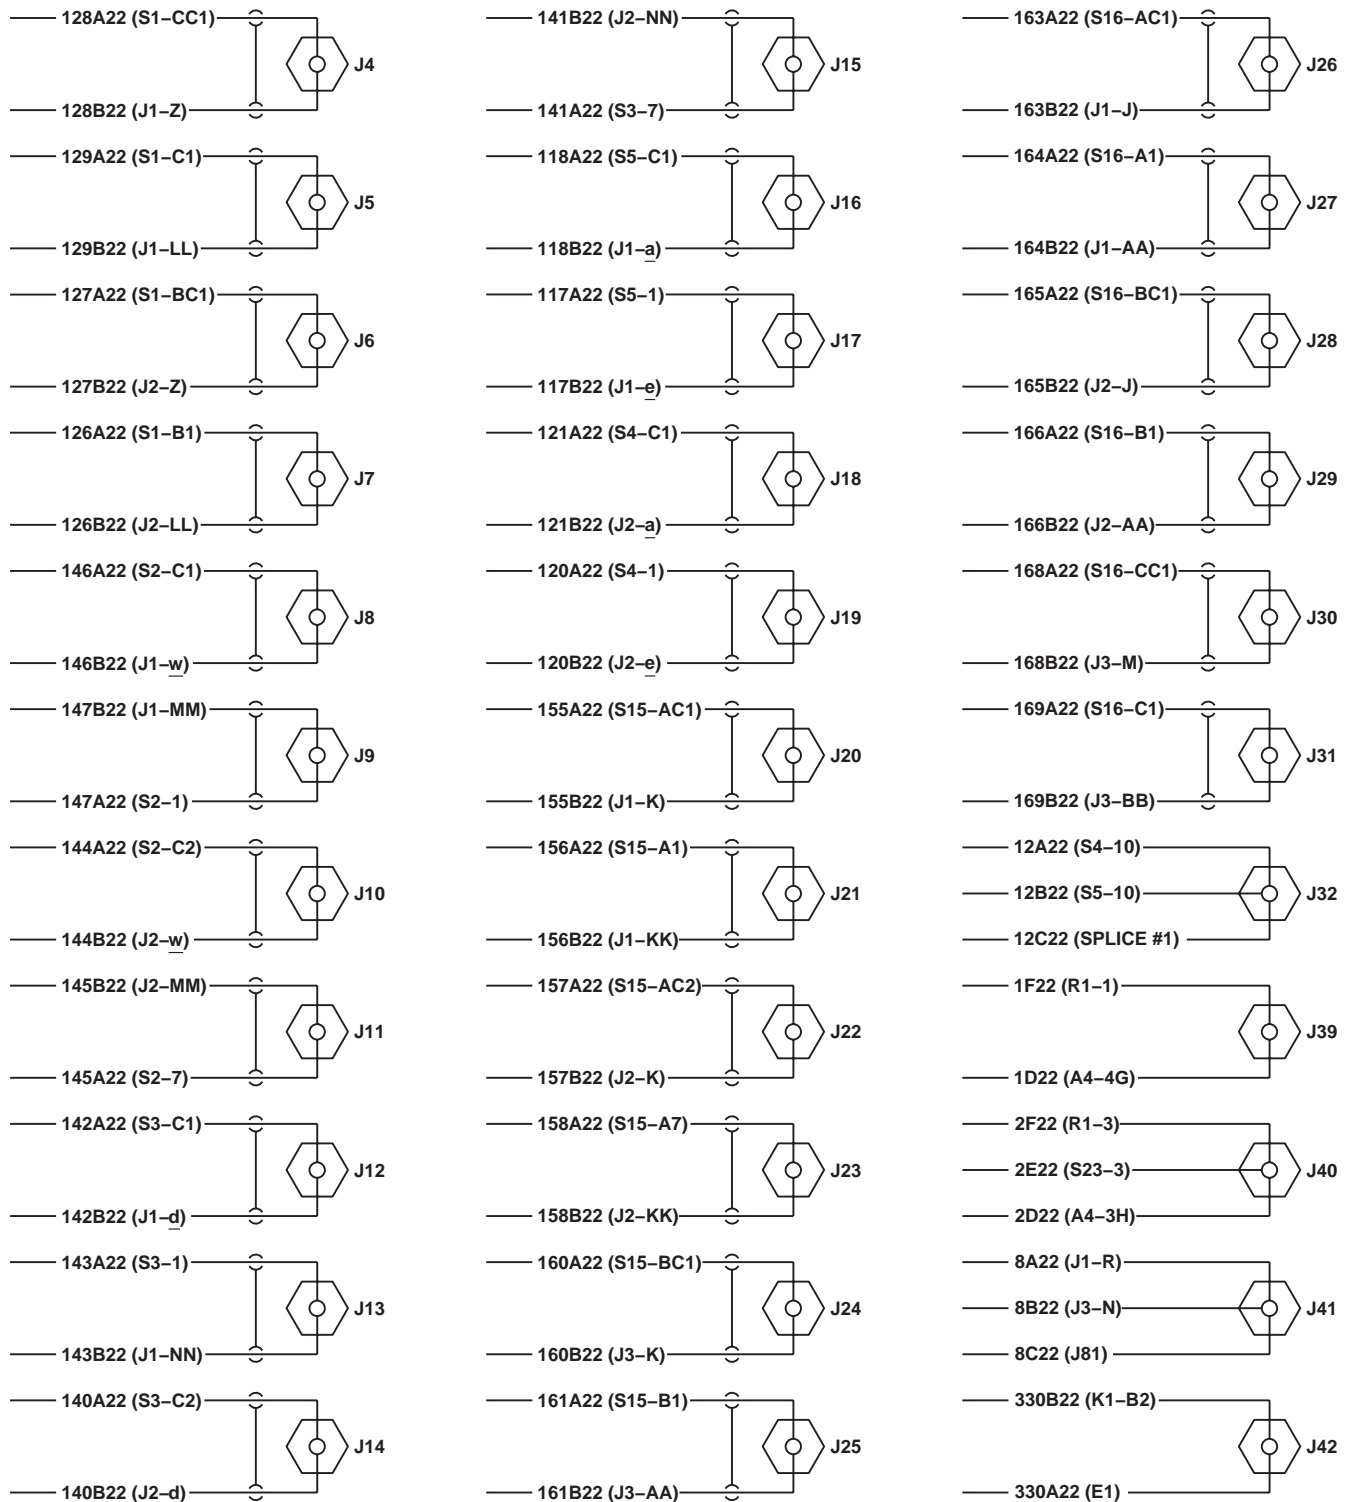 128A22 (S1–CC1)
J4
128B22 (J1–Z)
129A22 (S1–C1)
J5
129B22 (J1–LL)
127A22 (S1–BC1)
J6
127B22 (J2–Z)
126A22 (S1–B1)
J7
126B22 (J2–LL)
146A22 (S2–C1)
J8
146B22 (J1–w)
147B22 (J1–MM)
J9
147A22 (S2–1)
144A22 (S2–C2)
J10
144B22 (J2–w)
145B22 (J2–MM)
J11
145A22 (S2–7)
142A22 (S3–C1)
J12
142B22 (J1–d)
143A22 (S3–1)
J13
143B22 (J1–NN)
140A22 (S3–C2)
J14
140B22 (J2–d)
141B22 (J2–NN)
J15
141A22 (S3–7)
118A22 (S5–C1)
J16
118B22 (J1–a)
117A22 (S5–1)
J17
117B22 (J1–e)
121A22 (S4–C1)
J18
121B22 (J2–a)
120A22 (S4–1)
J19
120B22 (J2–e)
155A22 (S15–AC1)
J20
155B22 (J1–K)
156A22 (S15–A1)
J21
156B22 (J1–KK)
157A22 (S15–AC2)
J22
157B22 (J2–K)
158A22 (S15–A7)
J23
158B22 (J2–KK)
160A22 (S15–BC1)
J24
160B22 (J3–K)
161A22 (S15–B1)
J25
161B22 (J3–AA)
163A22 (S16–AC1)
J26
163B22 (J1–J)
164A22 (S16–A1)
J27
164B22 (J1–AA)
165A22 (S16–BC1)
J28
165B22 (J2–J)
166A22 (S16–B1)
J29
166B22 (J2–AA)
168A22 (S16–CC1)
J30
168B22 (J3–M)
169A22 (S16–C1)
J31
169B22 (J3–BB)
12A22 (S4–10)
12B22 (S5–10)
J32
12C22 (SPLICE #1)
1F22 (R1–1)
J39
1D22 (A4–4G)
2F22 (R1–3)
2E22 (S23–3)
J40
2D22 (A4–3H)
8A22 (J1–R)
8B22 (J3–N)
J41
8C22 (J81)
330B22 (K1–B2)
J42
330A22 (E1)